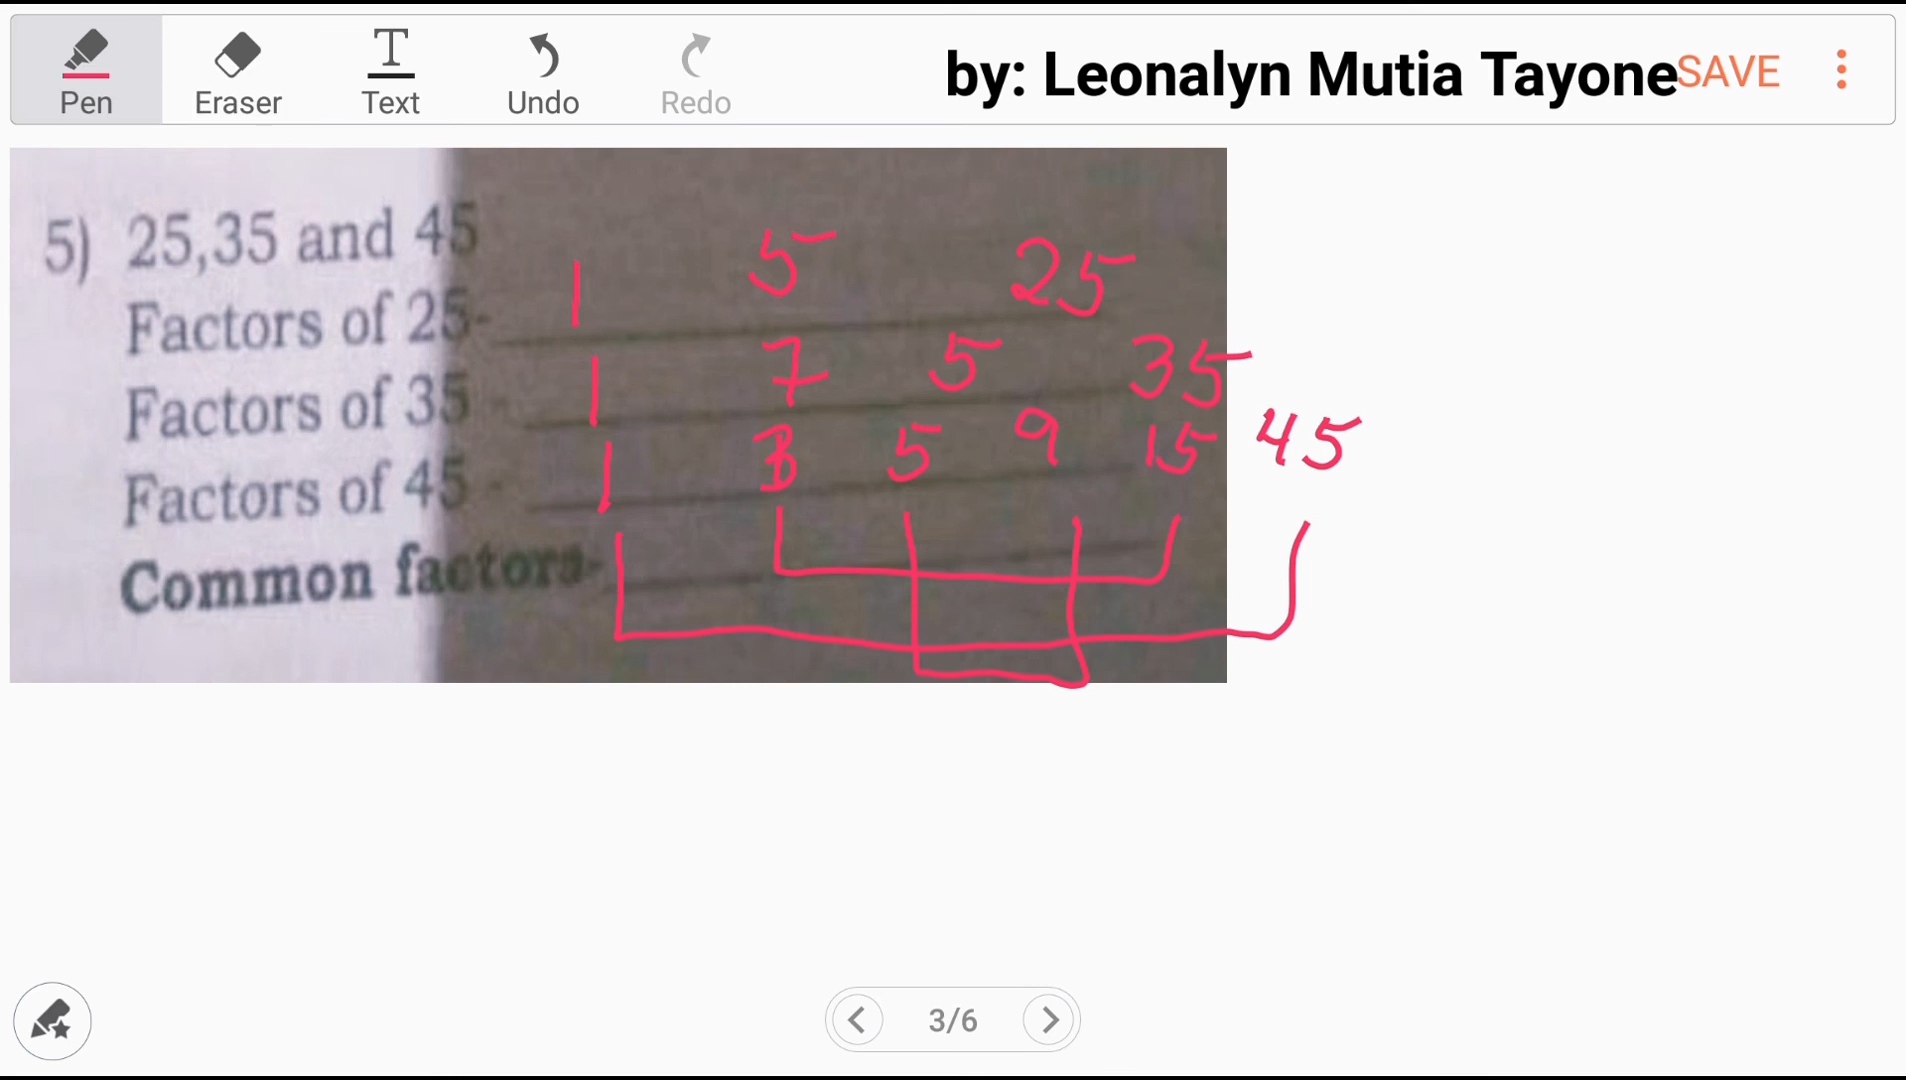 Pen Eraser Text Undo Redo by: Leonalyn Mutia Tayone SAVE
5) 25,35 and 45
Factors of 25- 1 5 25
Factors of 35 - 1 7 5 35
Factors of 45 - 1 3 5 9 15 45
Common factors-
3/6